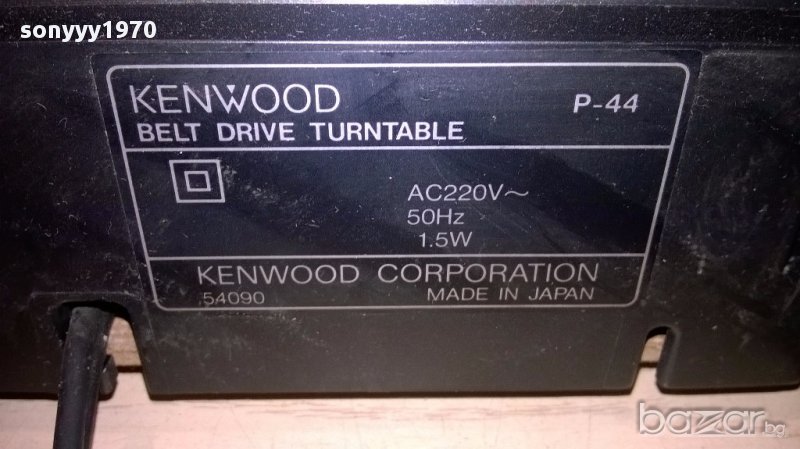 sonyyy1970
KENWOOD P-44
BELT DRIVE TURNTABLE
AC220V~
50Hz
1.5W
KENWOOD CORPORATION
54090 MADE IN JAPAN
bazar.bg